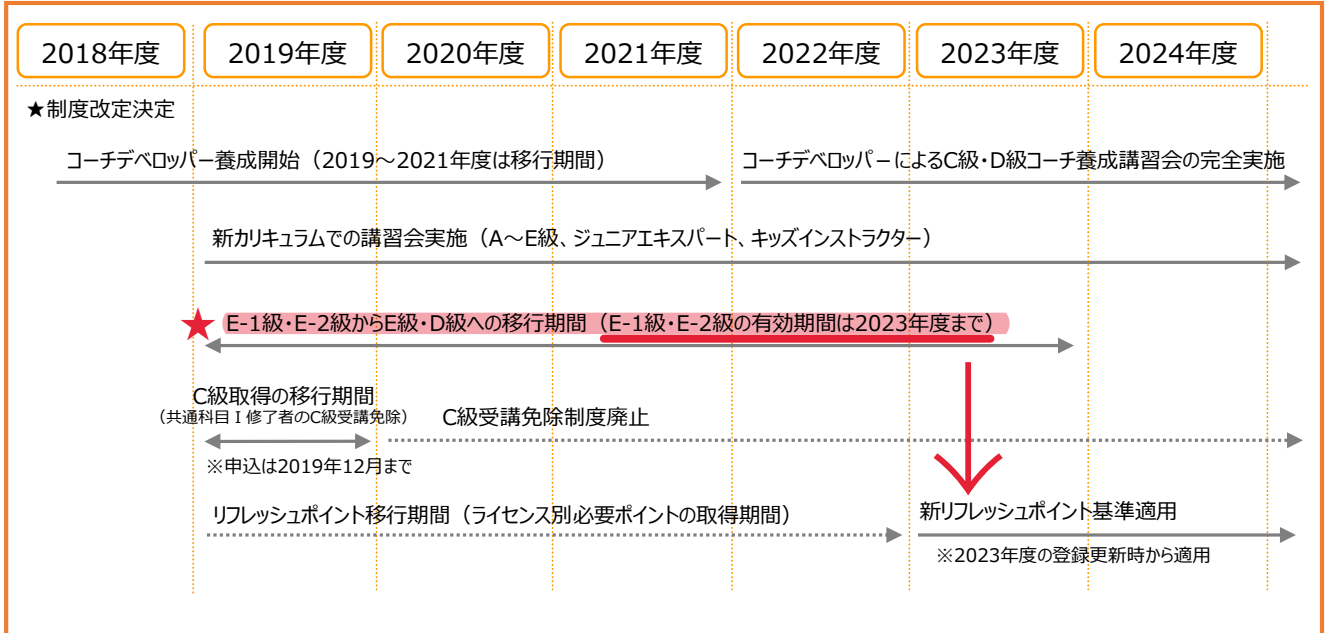 2018年度 2019年度 2020年度 2021年度 2022年度 2023年度 2024年度
★制度改定決定
コーチデベロッパー養成開始（2019～2021年度は移行期間） コーチデベロッパーによるC級・D級コーチ養成講習会の完全実施
新カリキュラムでの講習会実施（A～E級、ジュニアエキスパート、キッズインストラクター）
★ E-1級・E-2級からE級・D級への移行期間（E-1級・E-2級の有効期間は2023年度まで）
C級取得の移行期間
（共通科目Ⅰ修了者のC級受講免除） C級受講免除制度廃止
※申込は2019年12月まで
リフレッシュポイント移行期間（ライセンス別必要ポイントの取得期間） 新リフレッシュポイント基準適用
※2023年度の登録更新時から適用